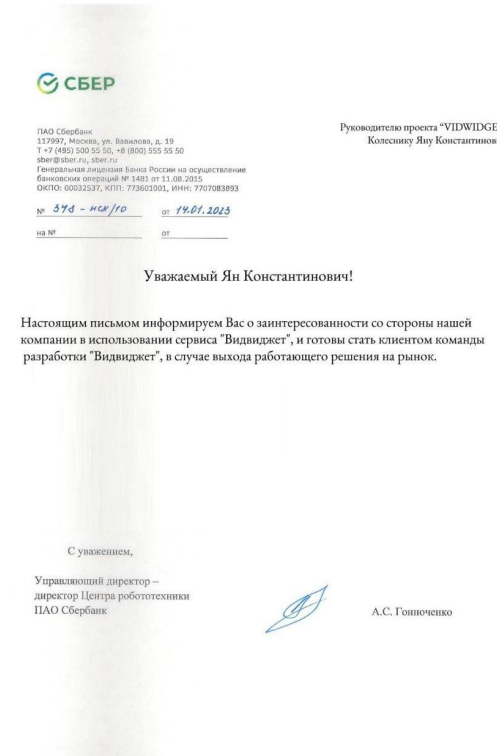 СБЕР
ПАО Сбербанк
117997, Москва, ул. Вавилова, д. 19
Т +7 (495) 500 55 50, +8 (800) 555 55 50
sber@sber.ru, sber.ru
Генеральная лицензия Банка России на осуществление
банковских операций № 1481 от 11.08.2015
ОКПО: 00032537, КПП: 773601001, ИНН: 7707083893
Руководителю проекта “VIDWIDGE
Колеснику Яну Константинов
№ 378 - исх/10 от 14.01.2023
на № от
Уважаемый Ян Константинович!
Настоящим письмом информируем Вас о заинтересованности со стороны нашей
компании в использовании сервиса "Видвиджет", и готовы стать клиентом команды
разработки "Видвиджет", в случае выхода работающего решения на рынок.
С уважением,
Управляющий директор –
директор Центра робототехники
ПАО Сбербанк
А.С. Гонноченко